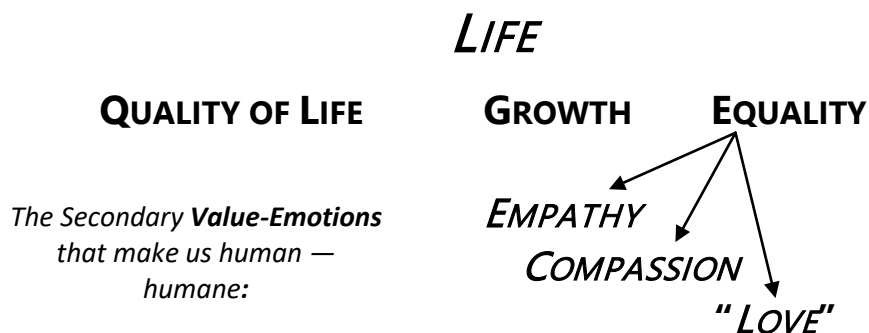 LIFE
QUALITY OF LIFE GROWTH EQUALITY
The Secondary Value-Emotions
that make us human —
humane:
EMPATHY
COMPASSION
“LOVE”